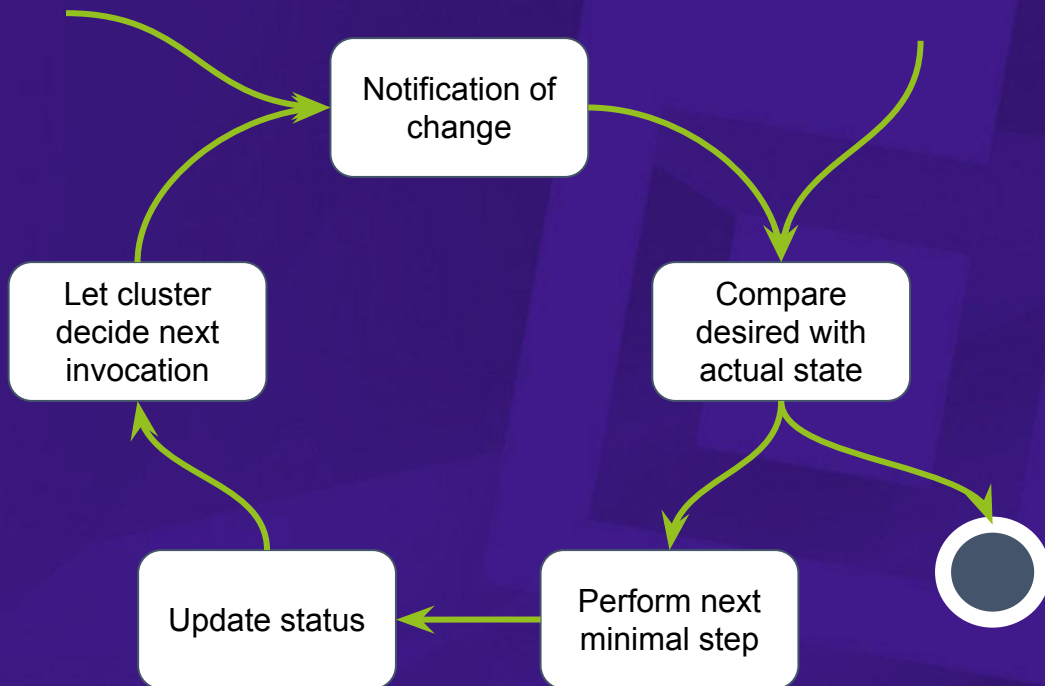 Notification of
change
Compare
desired with
actual state
Perform next
minimal step
Update status
Let cluster
decide next
invocation